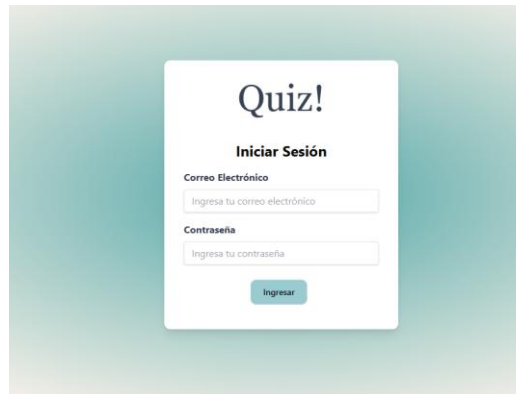 Quiz!
Iniciar Sesión
Correo Electrónico
Ingresa tu correo electrónico
Contraseña
Ingresa tu contraseña
Ingresar